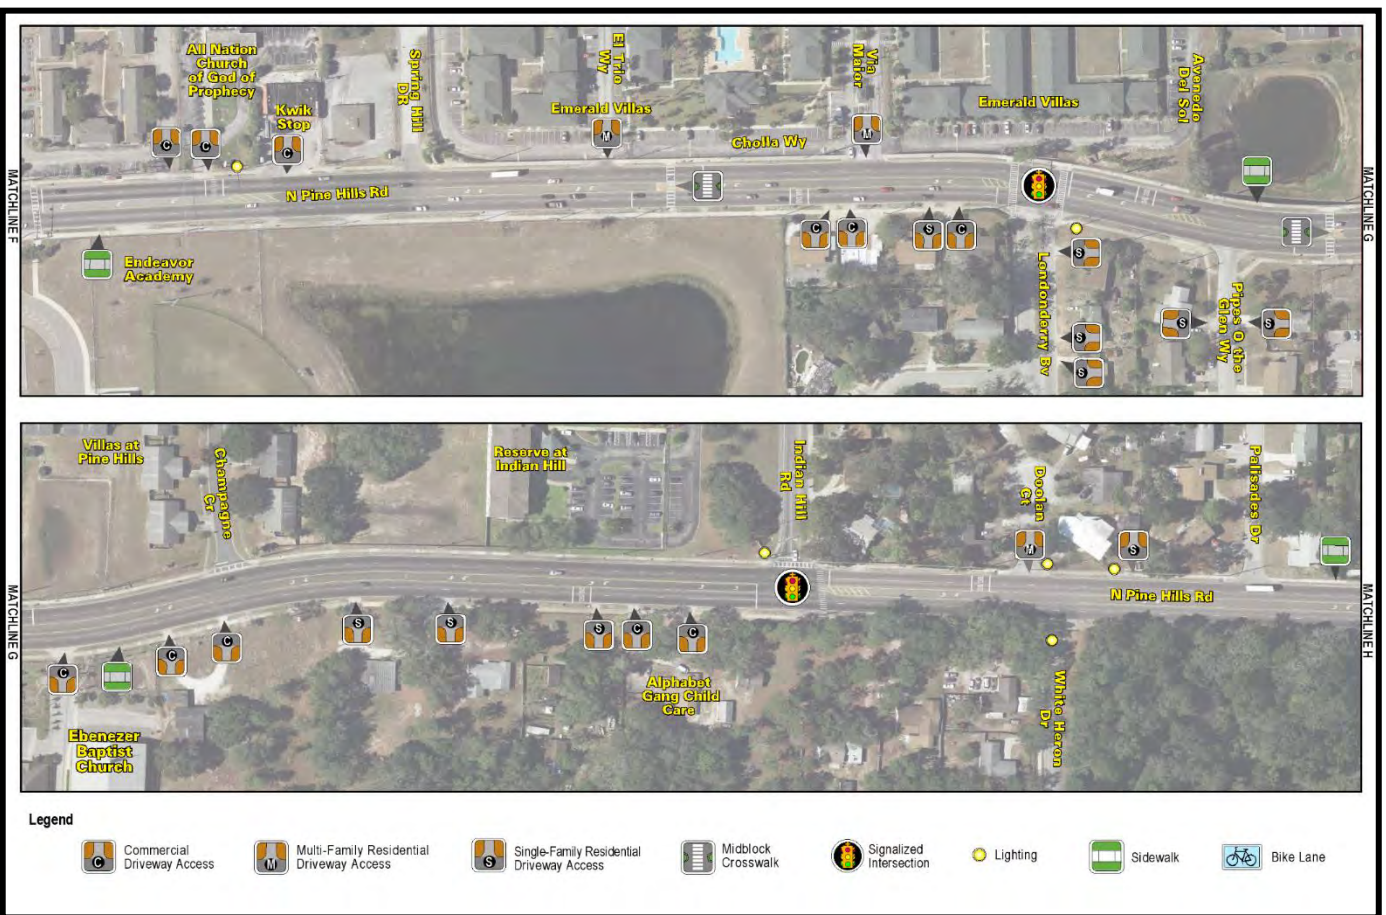 All Nation
Church
of God of
Prophecy
Kwik
Stop
Spring Hill
DR
El Trio
Wy
Emerald Villas
Cholla Wy
Via
Maior
Emerald Villas
Avenedo
Del Sol
MATCHLINE F
N Pine Hills Rd
MATCHLINE G
C
C
C
M
M
Endeavor
Academy
C
C
S
C
S
S
S
Londonderry Bv
S
S
Pipes O the
Glen Wy
Villas at
Pine Hills
Champagne
Cr
Reserve at
Indian Hill
Indian Hill
Rd
Doolan
Ct
Palisades Dr
M
S
MATCHLINE G
N Pine Hills Rd
MATCHLINE H
C
C
C
S
S
S
C
C
Ebenezer
Baptist
Church
Alphabet
Gang Child
Care
White Heron
Dr
Legend
C
Commercial
Driveway Access
M
Multi-Family Residential
Driveway Access
S
Single-Family Residential
Driveway Access
Midblock
Crosswalk
Signalized
Intersection
Lighting
Sidewalk
Bike Lane